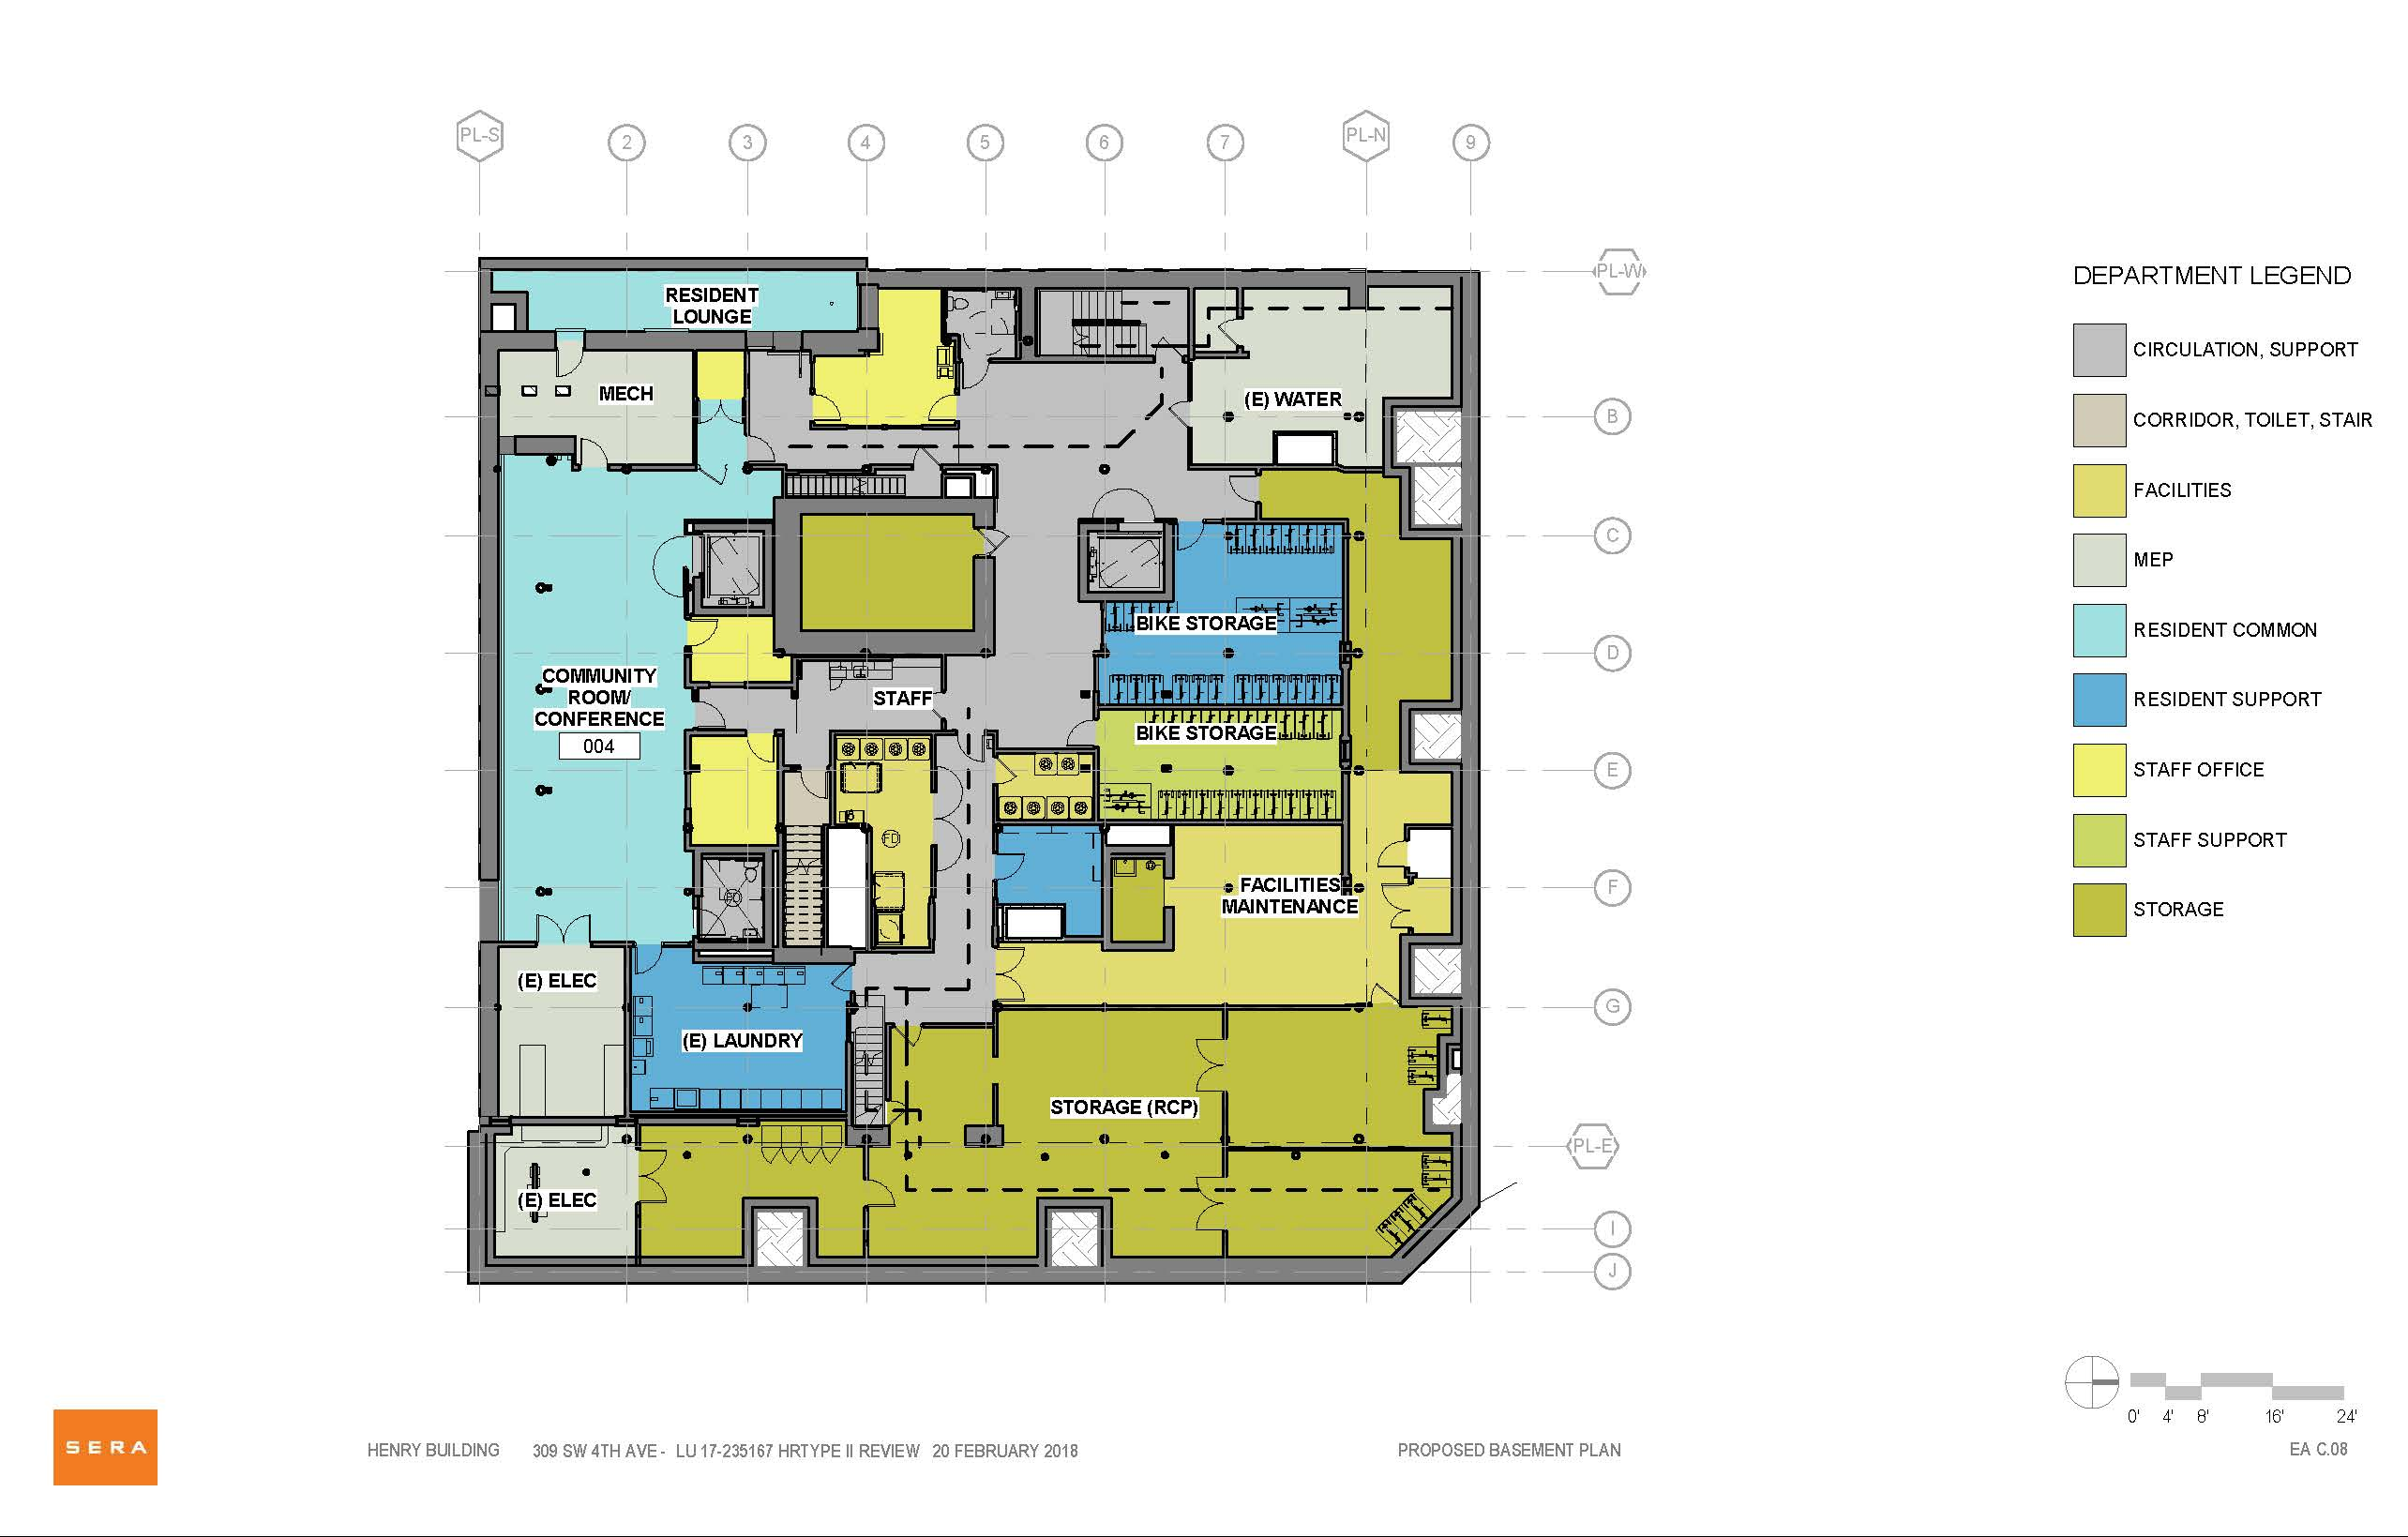 PL-S
2
3
4
5
6
7
PL-N
9
PL-W
B
C
D
E
F
G
PL-E
I
J
RESIDENT
LOUNGE
MECH
(E) WATER
BIKE STORAGE
COMMUNITY
ROOM/
CONFERENCE
004
STAFF
BIKE STORAGE
FD
FD
FACILITIES
MAINTENANCE
(E) ELEC
(E) LAUNDRY
STORAGE (RCP)
(E) ELEC
DEPARTMENT LEGEND
CIRCULATION, SUPPORT
CORRIDOR, TOILET, STAIR
FACILITIES
MEP
RESIDENT COMMON
RESIDENT SUPPORT
STAFF OFFICE
STAFF SUPPORT
STORAGE
0' 4' 8' 16' 24'
SERA
HENRY BUILDING 309 SW 4TH AVE - LU 17-235167 HRTYPE II REVIEW 20 FEBRUARY 2018
PROPOSED BASEMENT PLAN
EA C.08